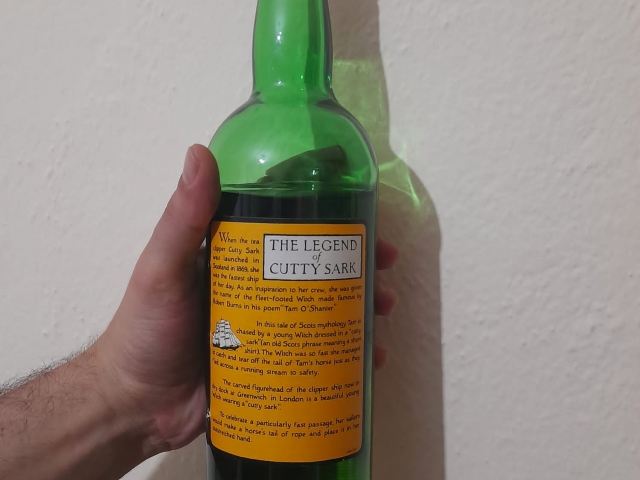 THE LEGEND
of
CUTTY SARK
When the tea
clipper Cutty Sark
was launched in
Scotland in 1869, she
was the fastest ship
of her day. As an inspiration to her crew, she was given
the name of the fleet-footed Witch made famous by
Robert Burns in his poem "Tam O'Shanter".
In this tale of Scots mythology Tam is
chased by a young Witch dressed in a "cutty
sark" (an old Scots phrase meaning a short
shirt). The Witch was so fast she managed
to catch and tear off the tail of Tam's horse just as they
fled across a running stream to safety.
The carved figurehead of the clipper ship now in
dry dock at Greenwich in London is a beautiful young
Witch wearing a "cutty sark".
To celebrate a particularly fast passage, her sailors
would make a horse's tail of rope and place it in her
outstretched hand.